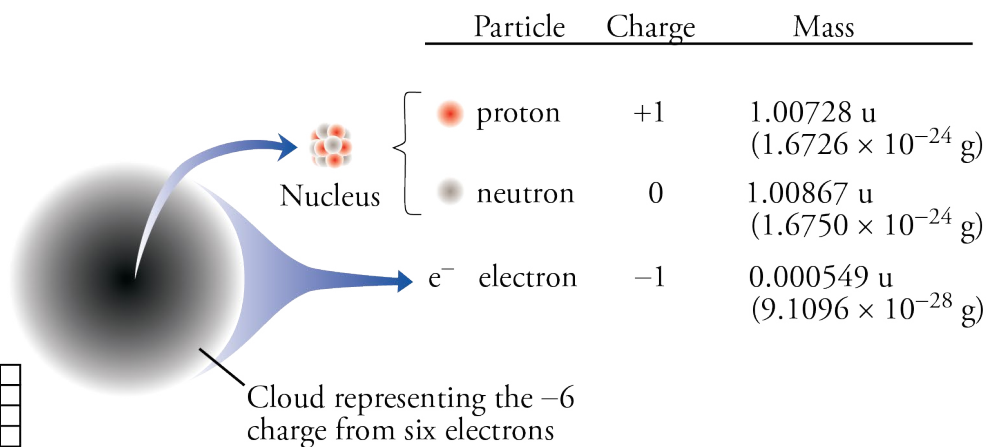 Particle Charge Mass
proton +1 1.00728 u
(1.6726 × 10⁻²⁴ g)
Nucleus
neutron 0 1.00867 u
(1.6750 × 10⁻²⁴ g)
e⁻ electron –1 0.000549 u
(9.1096 × 10⁻²⁸ g)
Cloud representing the –6
charge from six electrons